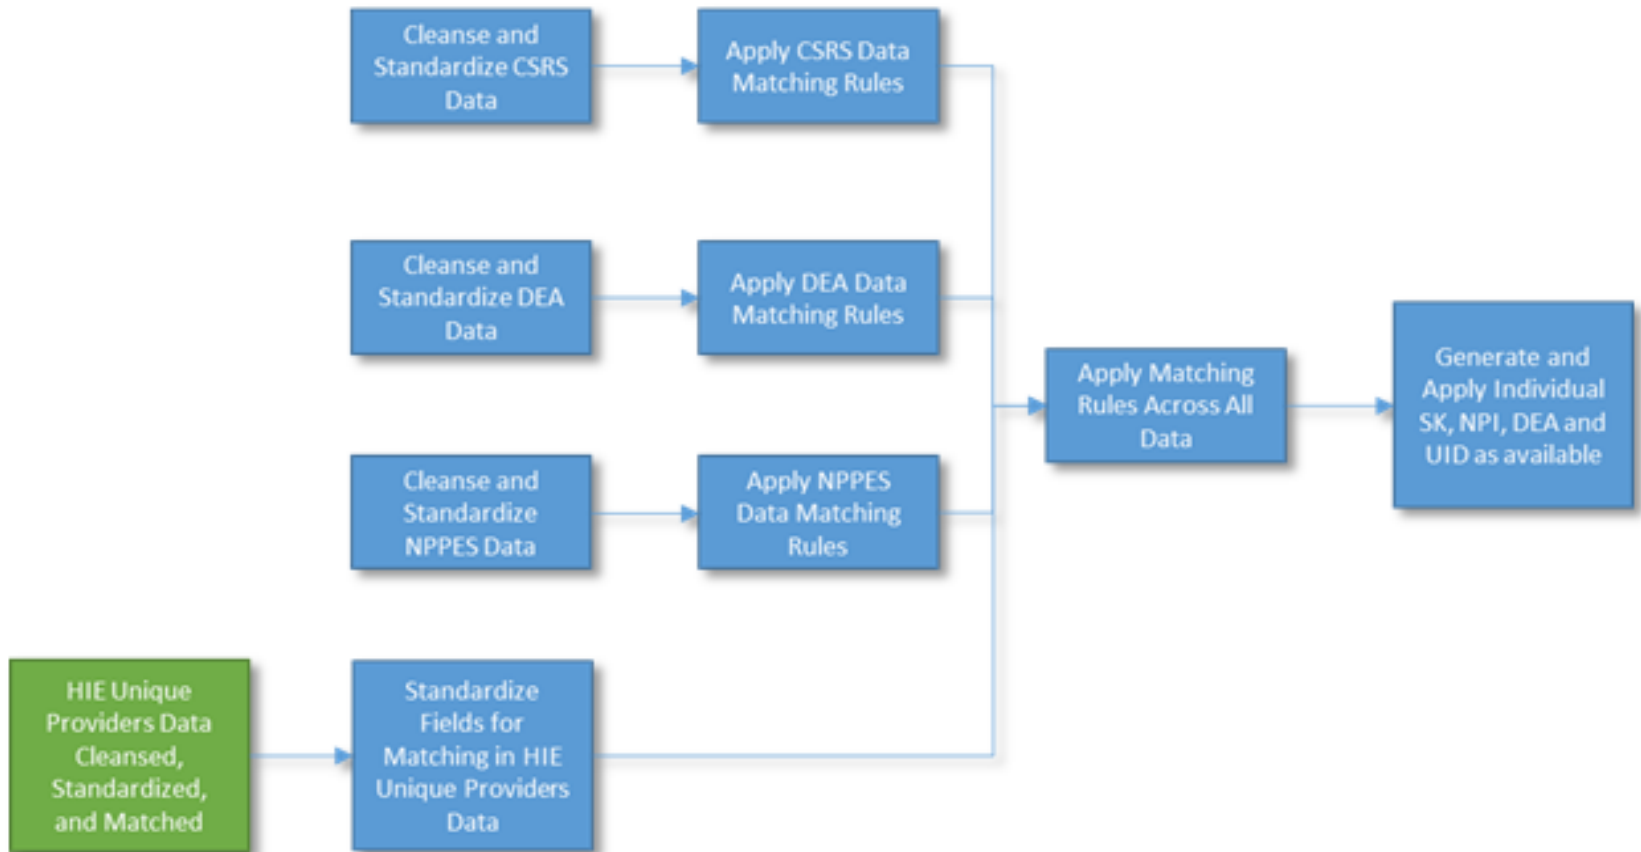 Cleanse and
Standardize CSRS
Data
Apply CSRS Data
Matching Rules
Cleanse and
Standardize DEA
Data
Apply DEA Data
Matching Rules
Cleanse and
Standardize
NPPES Data
Apply NPPES
Data Matching
Rules
HIE Unique
Providers Data
Cleansed,
Standardized,
and Matched
Standardize
Fields for
Matching in HIE
Unique Providers
Data
Apply Matching
Rules Across All
Data
Generate and
Apply Individual
SK, NPI, DEA and
UID as available